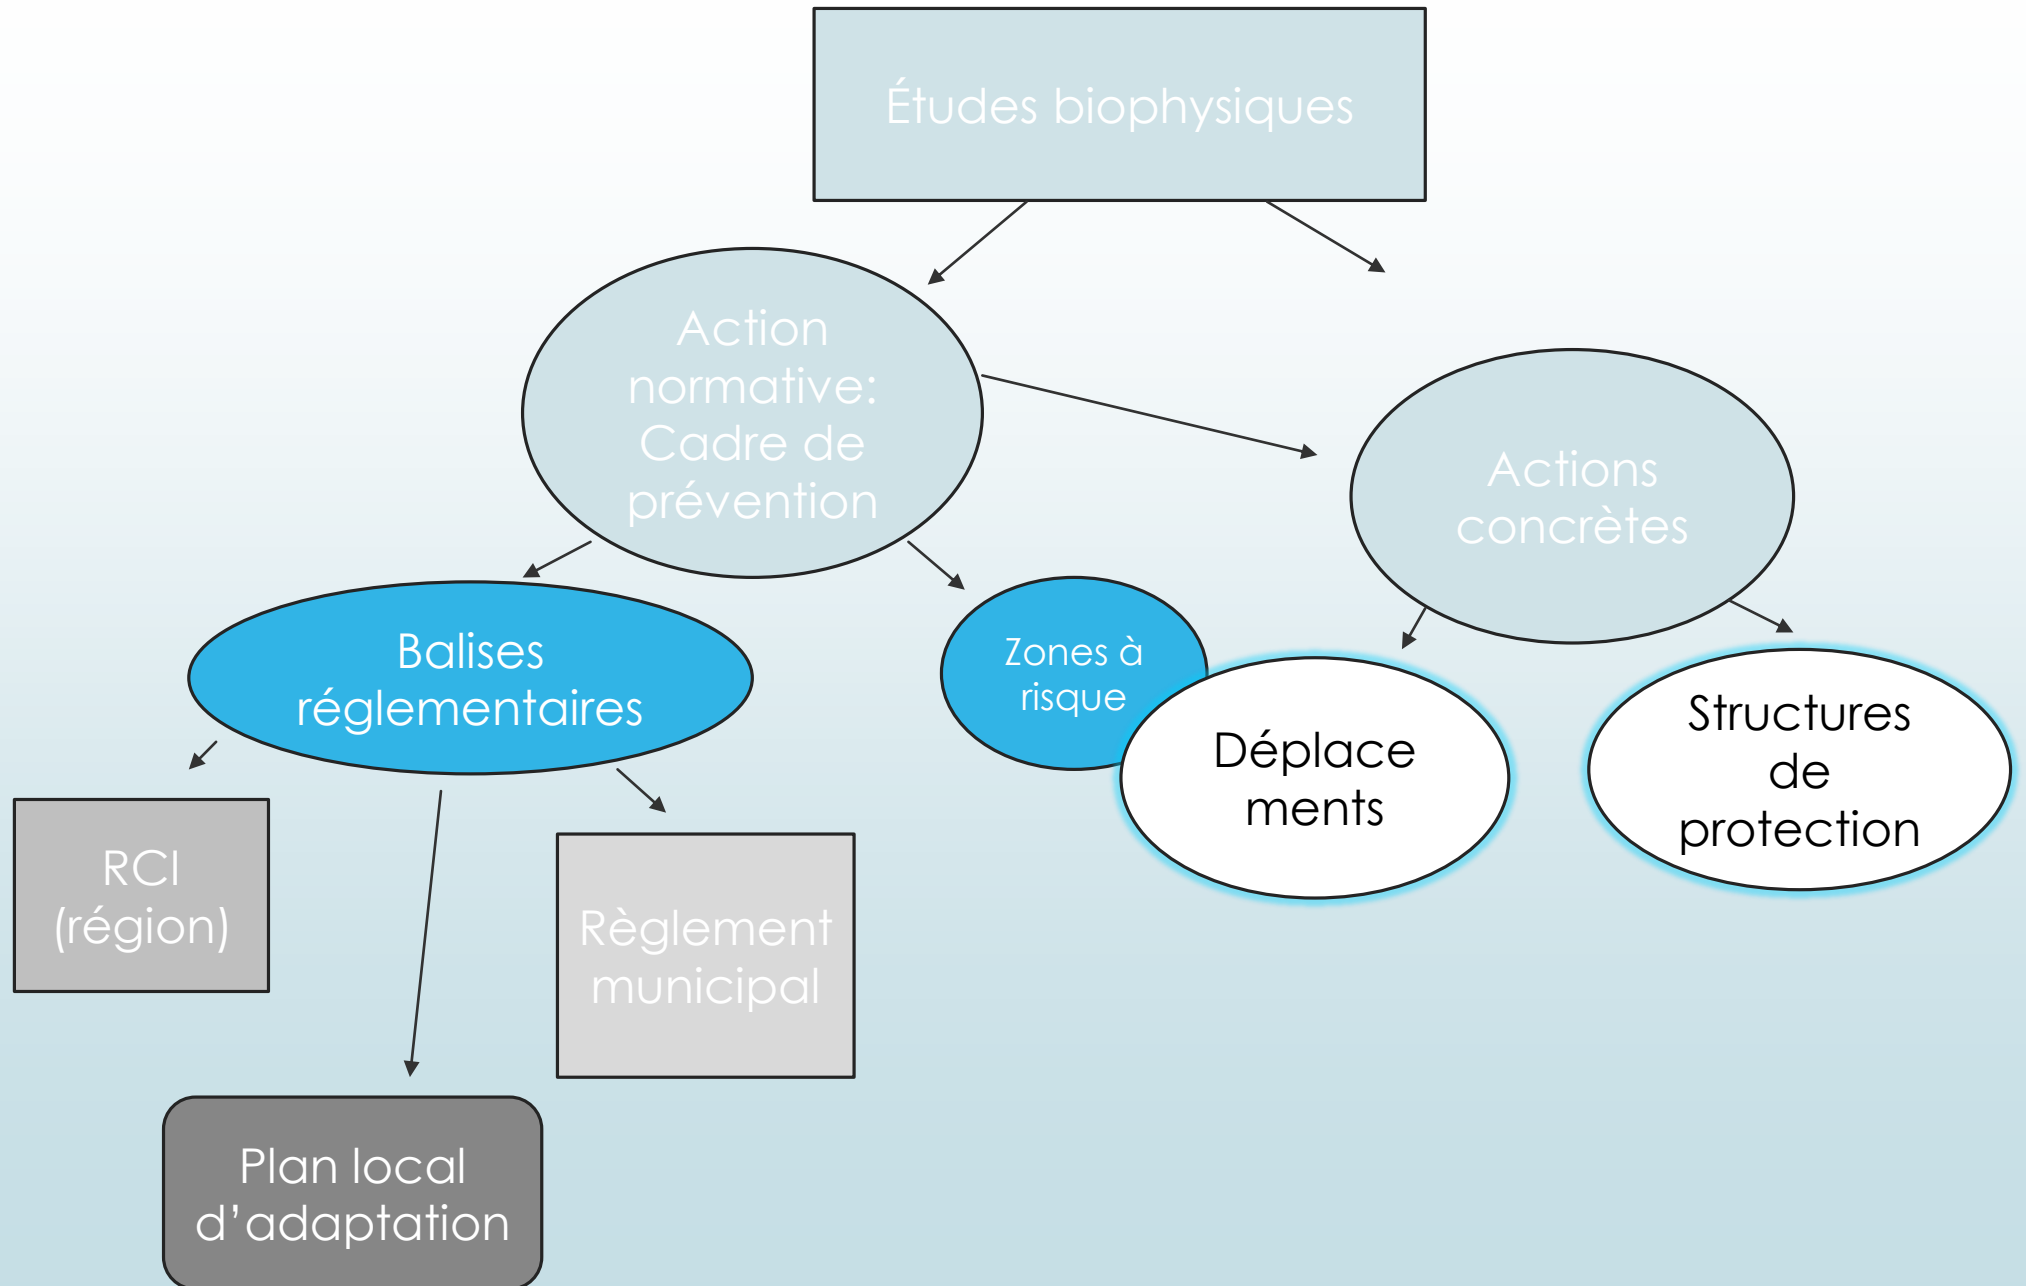 Études biophysiques
Action
normative:
Cadre de
prévention
Actions
concrètes
Balises
réglementaires
Zones à
risque
Déplace
ments
Structures
de
protection
RCI
(région)
Règlement
municipal
Plan local
d’adaptation